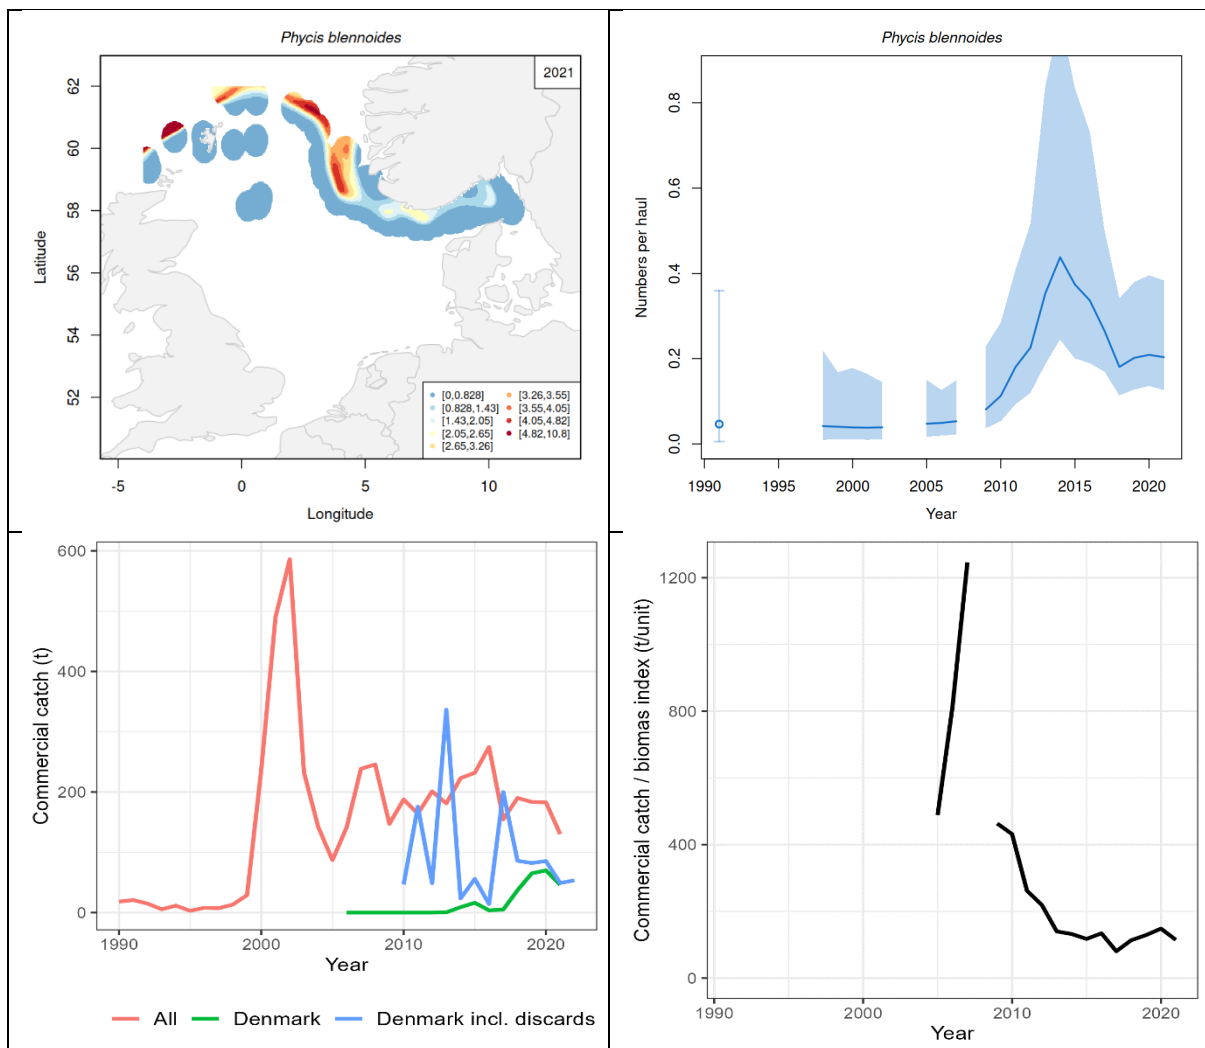 Phycis blennoides
2021
62
60
58
56
54
52
Latitude
[0,0.828]
[0.828,1.43]
[1.43,2.05]
[2.05,2.65]
[2.65,3.26]
[3.26,3.55]
[3.55,4.05]
[4.05,4.82]
[4.82,10.8]
-5 0 5 10
Longitude
Phycis blennoides
0.8
0.6
0.4
0.2
0.0
Numbers per haul
1990 1995 2000 2005 2010 2015 2020
Year
600
400
200
0
Commercial catch (t)
1990 2000 2010 2020
Year
All Denmark Denmark incl. discards
1200
800
400
0
Commercial catch / biomas index (t/unit)
1990 2000 2010 2020
Year